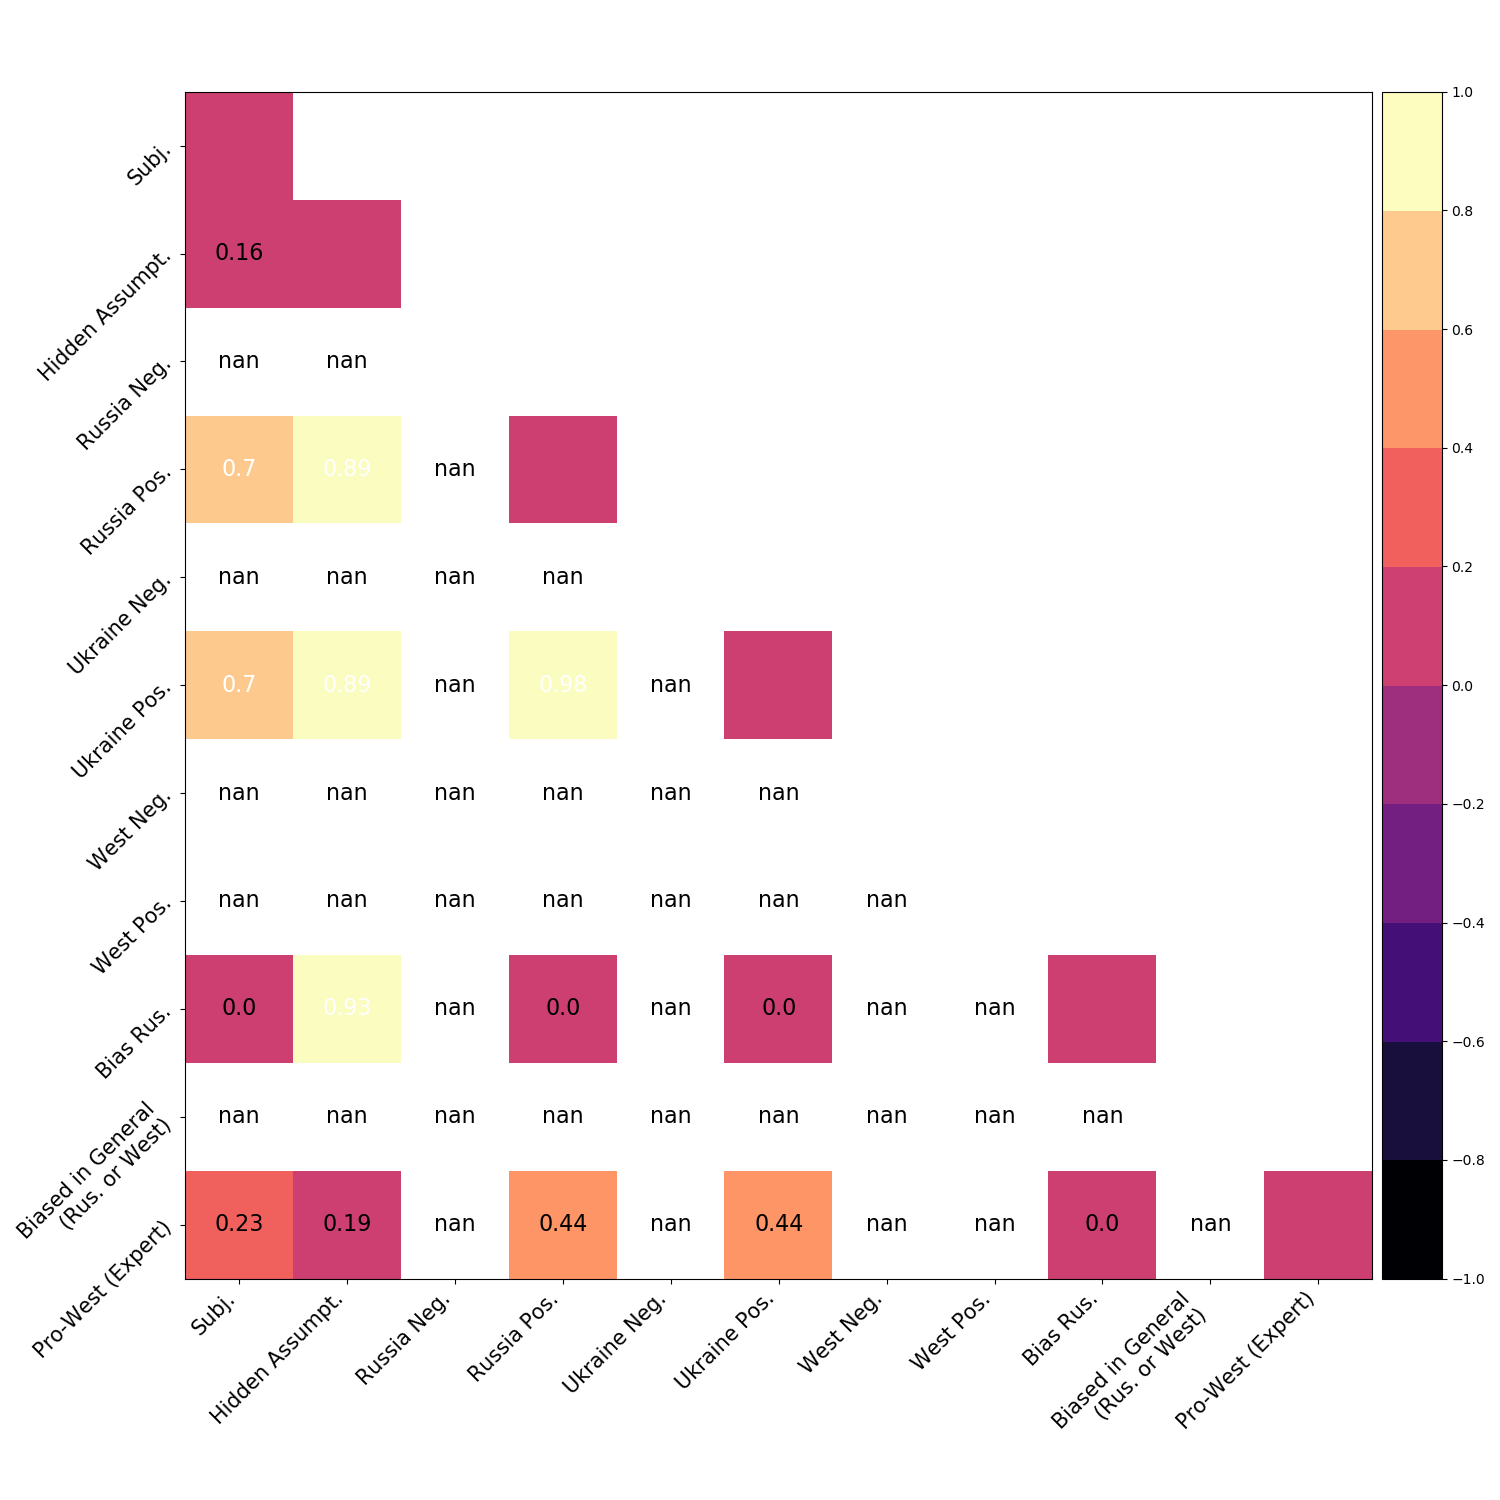 1.0
Subj.
0.8
Hidden Assumpt.
0.16
Russia Neg.
nan nan
0.6
Russia Pos.
0.7 0.89 nan
0.4
Ukraine Neg.
nan nan nan nan
0.2
Ukraine Pos.
0.7 0.89 nan 0.98 nan
0.0
West Neg.
nan nan nan nan nan nan
−0.2
West Pos.
nan nan nan nan nan nan nan
−0.4
Bias Rus.
0.0 0.93 nan 0.0 nan 0.0 nan nan
−0.6
Biased in General
(Rus. or West)
nan nan nan nan nan nan nan nan nan
−0.8
Pro-West (Expert)
0.23 0.19 nan 0.44 nan 0.44 nan nan 0.0 nan
−1.0
Subj.
Hidden Assumpt.
Russia Neg.
Russia Pos.
Ukraine Neg.
Ukraine Pos.
West Neg.
West Pos.
Bias Rus.
Biased in General
(Rus. or West)
Pro-West (Expert)